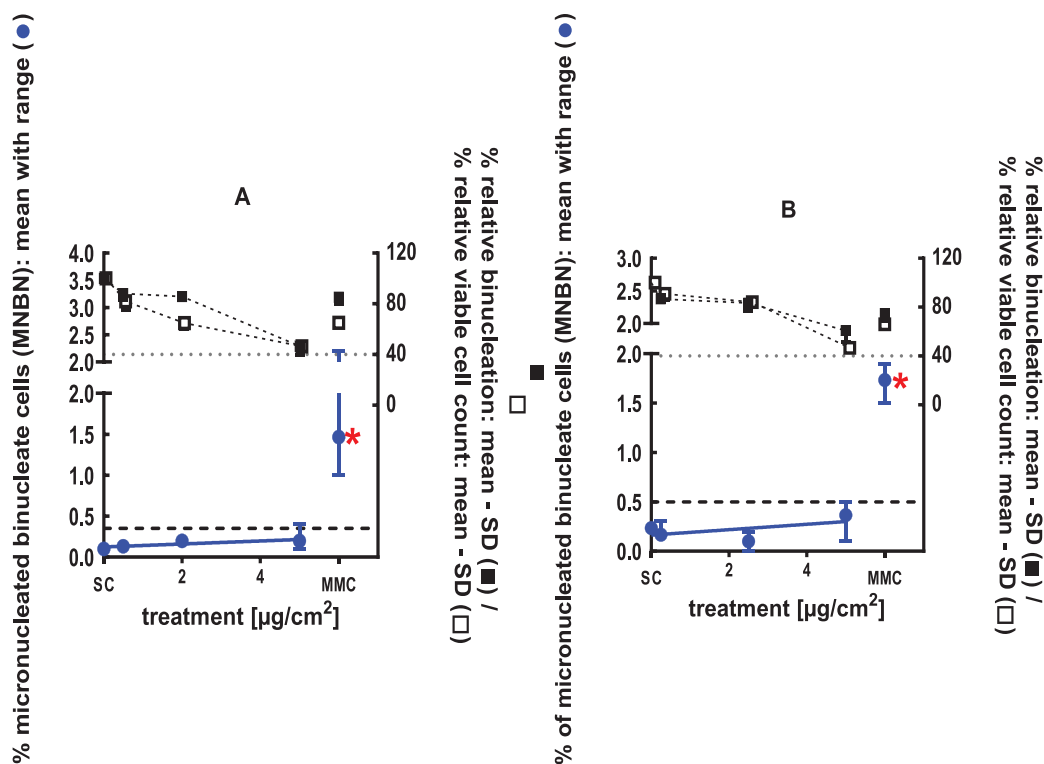 % micronucleated binucleate cells (MNBN): mean with range (●)
A
4.0
3.5
3.0
2.5
2.0
2.0
1.5
1.0
0.5
0.0
120
80
40
0
*
SC
2
4
MMC
treatment [µg/cm²]
% relative binucleation: mean - SD (■) /
% relative viable cell count: mean - SD (□)
% of micronucleated binucleate cells (MNBN): mean with range (●)
B
3.0
2.5
2.0
2.0
1.5
1.0
0.5
0.0
120
80
40
0
*
SC
2
4
MMC
treatment [µg/cm²]
% relative binucleation: mean - SD (■) /
% relative viable cell count: mean - SD (□)